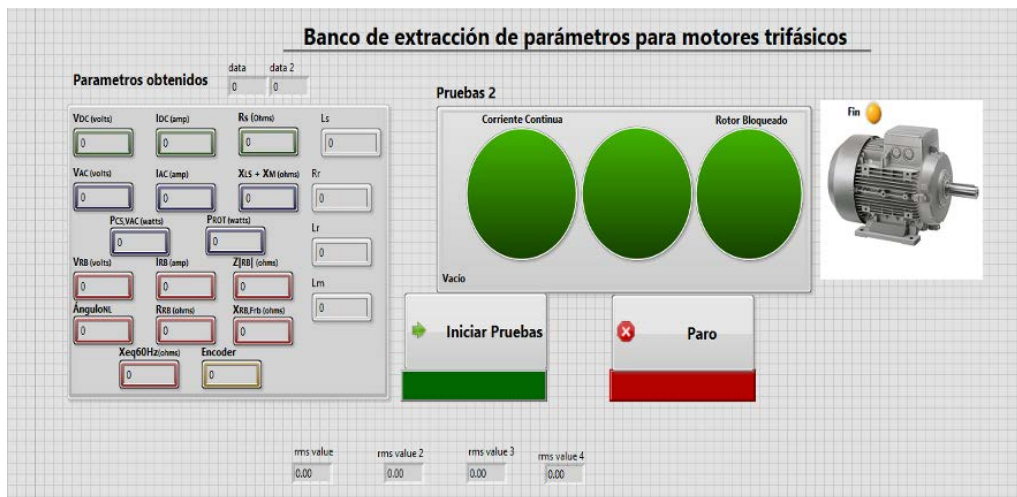 Banco de extracción de parámetros para motores trifásicos
Parametros obtenidos
data data 2
0 0
VDC (volts) IDC (amp) Rs (Ohms) Ls
0 0 0 0
VAC (volts) IAC (amp) XLS + XM (ohms) Rr
0 0 0 0
PCS,VAC (watts) PROT (watts) Lr
0 0 0
VRB (volts) IRB (amp) Z|RB| (ohms) Lm
0 0 0 0
ÁnguloNL RRB (ohms) XRB,Frb (ohms)
0 0 0
Xeq60Hz(ohms) Encoder
0 0
Pruebas 2
Corriente Continua Rotor Bloqueado
Vacío
Fin
Iniciar Pruebas
Paro
rms value rms value 2 rms value 3 rms value 4
0.00 0.00 0.00 0.00